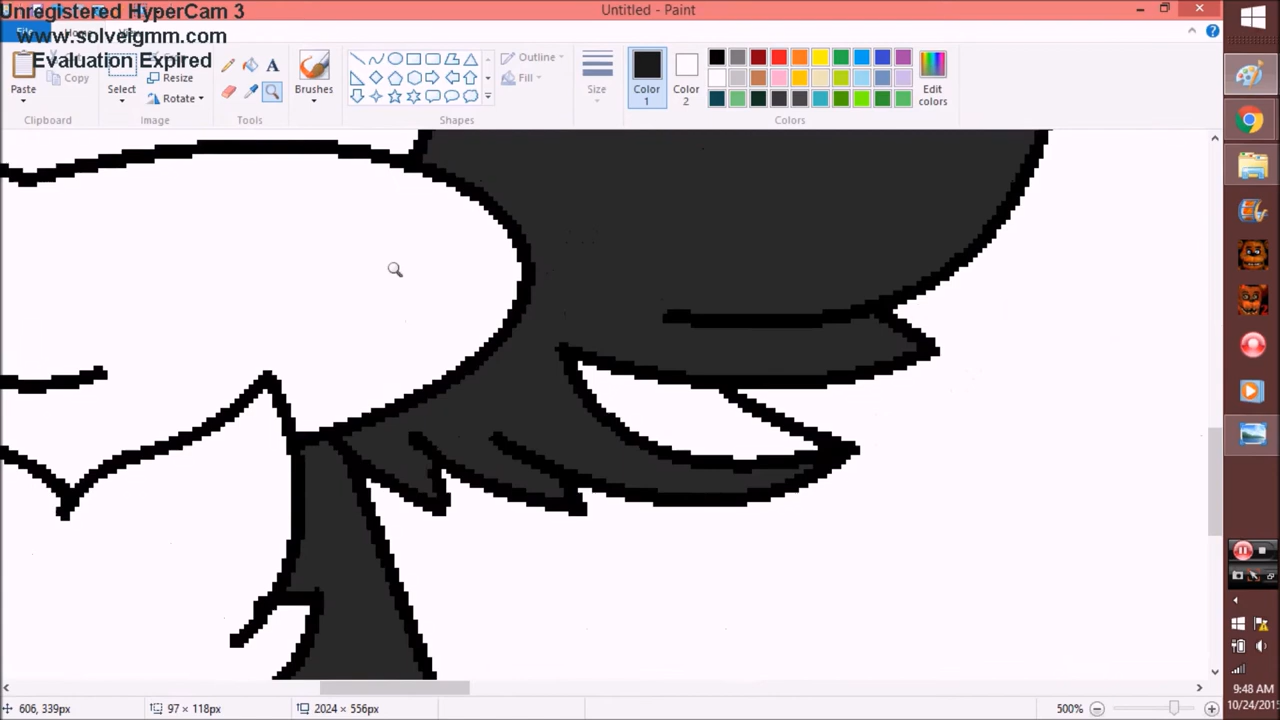 Unregistered HyperCam 3
www.solveigmm.com
Evaluation Expired
Untitled - Paint
Paste
Copy
Clipboard
Select
Resize
Rotate
Image
Tools
Brushes
Shapes
Outline
Fill
Size
Color 1
Color 2
Edit colors
Colors
606, 339px
97 × 118px
2024 × 556px
500%
9:48 AM
10/24/201